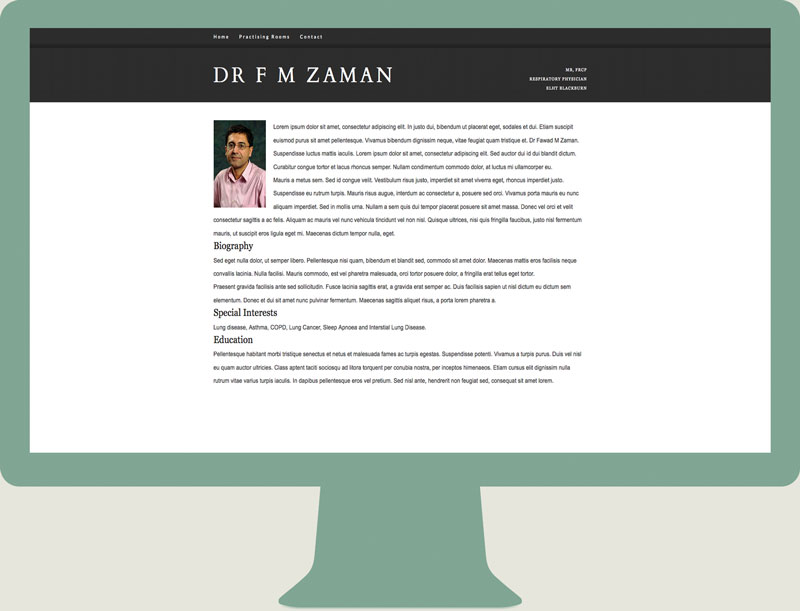 Home Practising Rooms Contact
DR F M ZAMAN
MB, FRCP
RESPIRATORY PHYSICIAN
ELHT BLACKBURN
Lorem ipsum dolor sit amet, consectetur adipiscing elit. In justo dui, bibendum ut placerat eget, sodales et dui. Etiam suscipit
euismod purus sit amet pellentesque. Vivamus bibendum dignissim neque, vitae feugiat quam tristique et. Dr Fawad M Zaman.
Suspendisse luctus mattis iaculis. Lorem ipsum dolor sit amet, consectetur adipiscing elit. Sed auctor dui id dui blandit dictum.
Curabitur congue tortor et lacus rhoncus semper. Nullam condimentum commodo dolor, at luctus mi ullamcorper eu.
Mauris a metus sem. Sed id congue velit. Vestibulum risus justo, imperdiet sit amet viverra eget, rhoncus imperdiet justo.
Suspendisse eu rutrum turpis. Mauris risus augue, interdum ac consectetur a, posuere sed orci. Vivamus porta mauris eu nunc
aliquam imperdiet. Sed in mollis urna. Nullam a sem quis dui tempor placerat posuere sit amet massa. Donec vel orci et velit
consectetur sagittis a ac felis. Aliquam ac mauris vel nunc vehicula tincidunt vel non nisl. Quisque ultrices, nisi quis fringilla faucibus, justo nisl fermentum
mauris, ut suscipit eros ligula eget mi. Maecenas dictum tempor nulla, eget.
Biography
Sed eget nulla dolor, ut semper libero. Pellentesque nisi quam, bibendum et blandit sed, commodo sit amet dolor. Maecenas mattis eros facilisis neque
convallis lacinia. Nulla facilisi. Mauris commodo, est vel pharetra malesuada, orci tortor posuere dolor, a fringilla erat tellus eget tortor.
Praesent gravida facilisis ante sed sollicitudin. Fusce lacinia sagittis erat, a gravida erat semper ac. Duis facilisis sapien ut nisl dictum eu dictum sem
elementum. Donec et dui sit amet nunc pulvinar fermentum. Maecenas sagittis aliquet risus, a porta lorem pharetra a.
Special Interests
Lung disease, Asthma, COPD, Lung Cancer, Sleep Apnoea and Interstial Lung Disease.
Education
Pellentesque habitant morbi tristique senectus et netus et malesuada fames ac turpis egestas. Suspendisse potenti. Vivamus a turpis purus. Duis vel nisl
eu quam auctor ultricies. Class aptent taciti sociosqu ad litora torquent per conubia nostra, per inceptos himenaeos. Etiam cursus elit dignissim nulla
rutrum vitae varius turpis iaculis. In dapibus pellentesque eros vel pretium. Sed nisl ante, hendrerit non feugiat sed, consequat sit amet lorem.